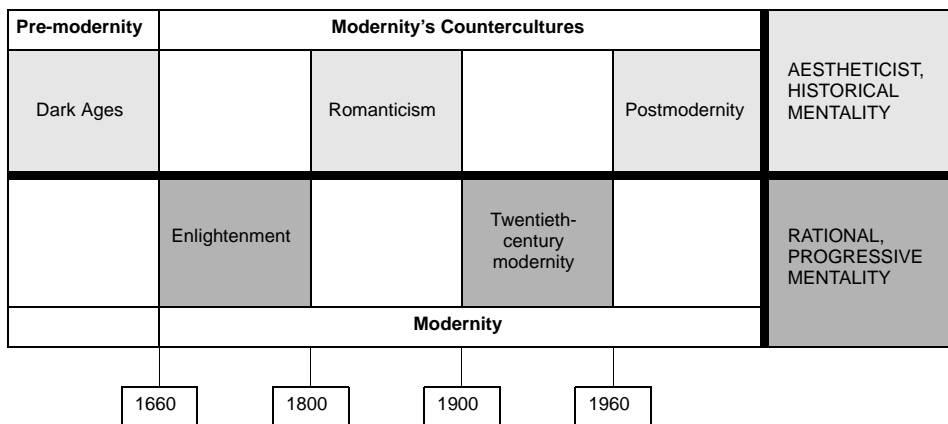 Pre-modernity
Modernity's Countercultures
Dark Ages
Romanticism
Postmodernity
AESTHETICIST,
HISTORICAL
MENTALITY
Enlightenment
Twentieth-
century
modernity
RATIONAL,
PROGRESSIVE
MENTALITY
Modernity
1660
1800
1900
1960